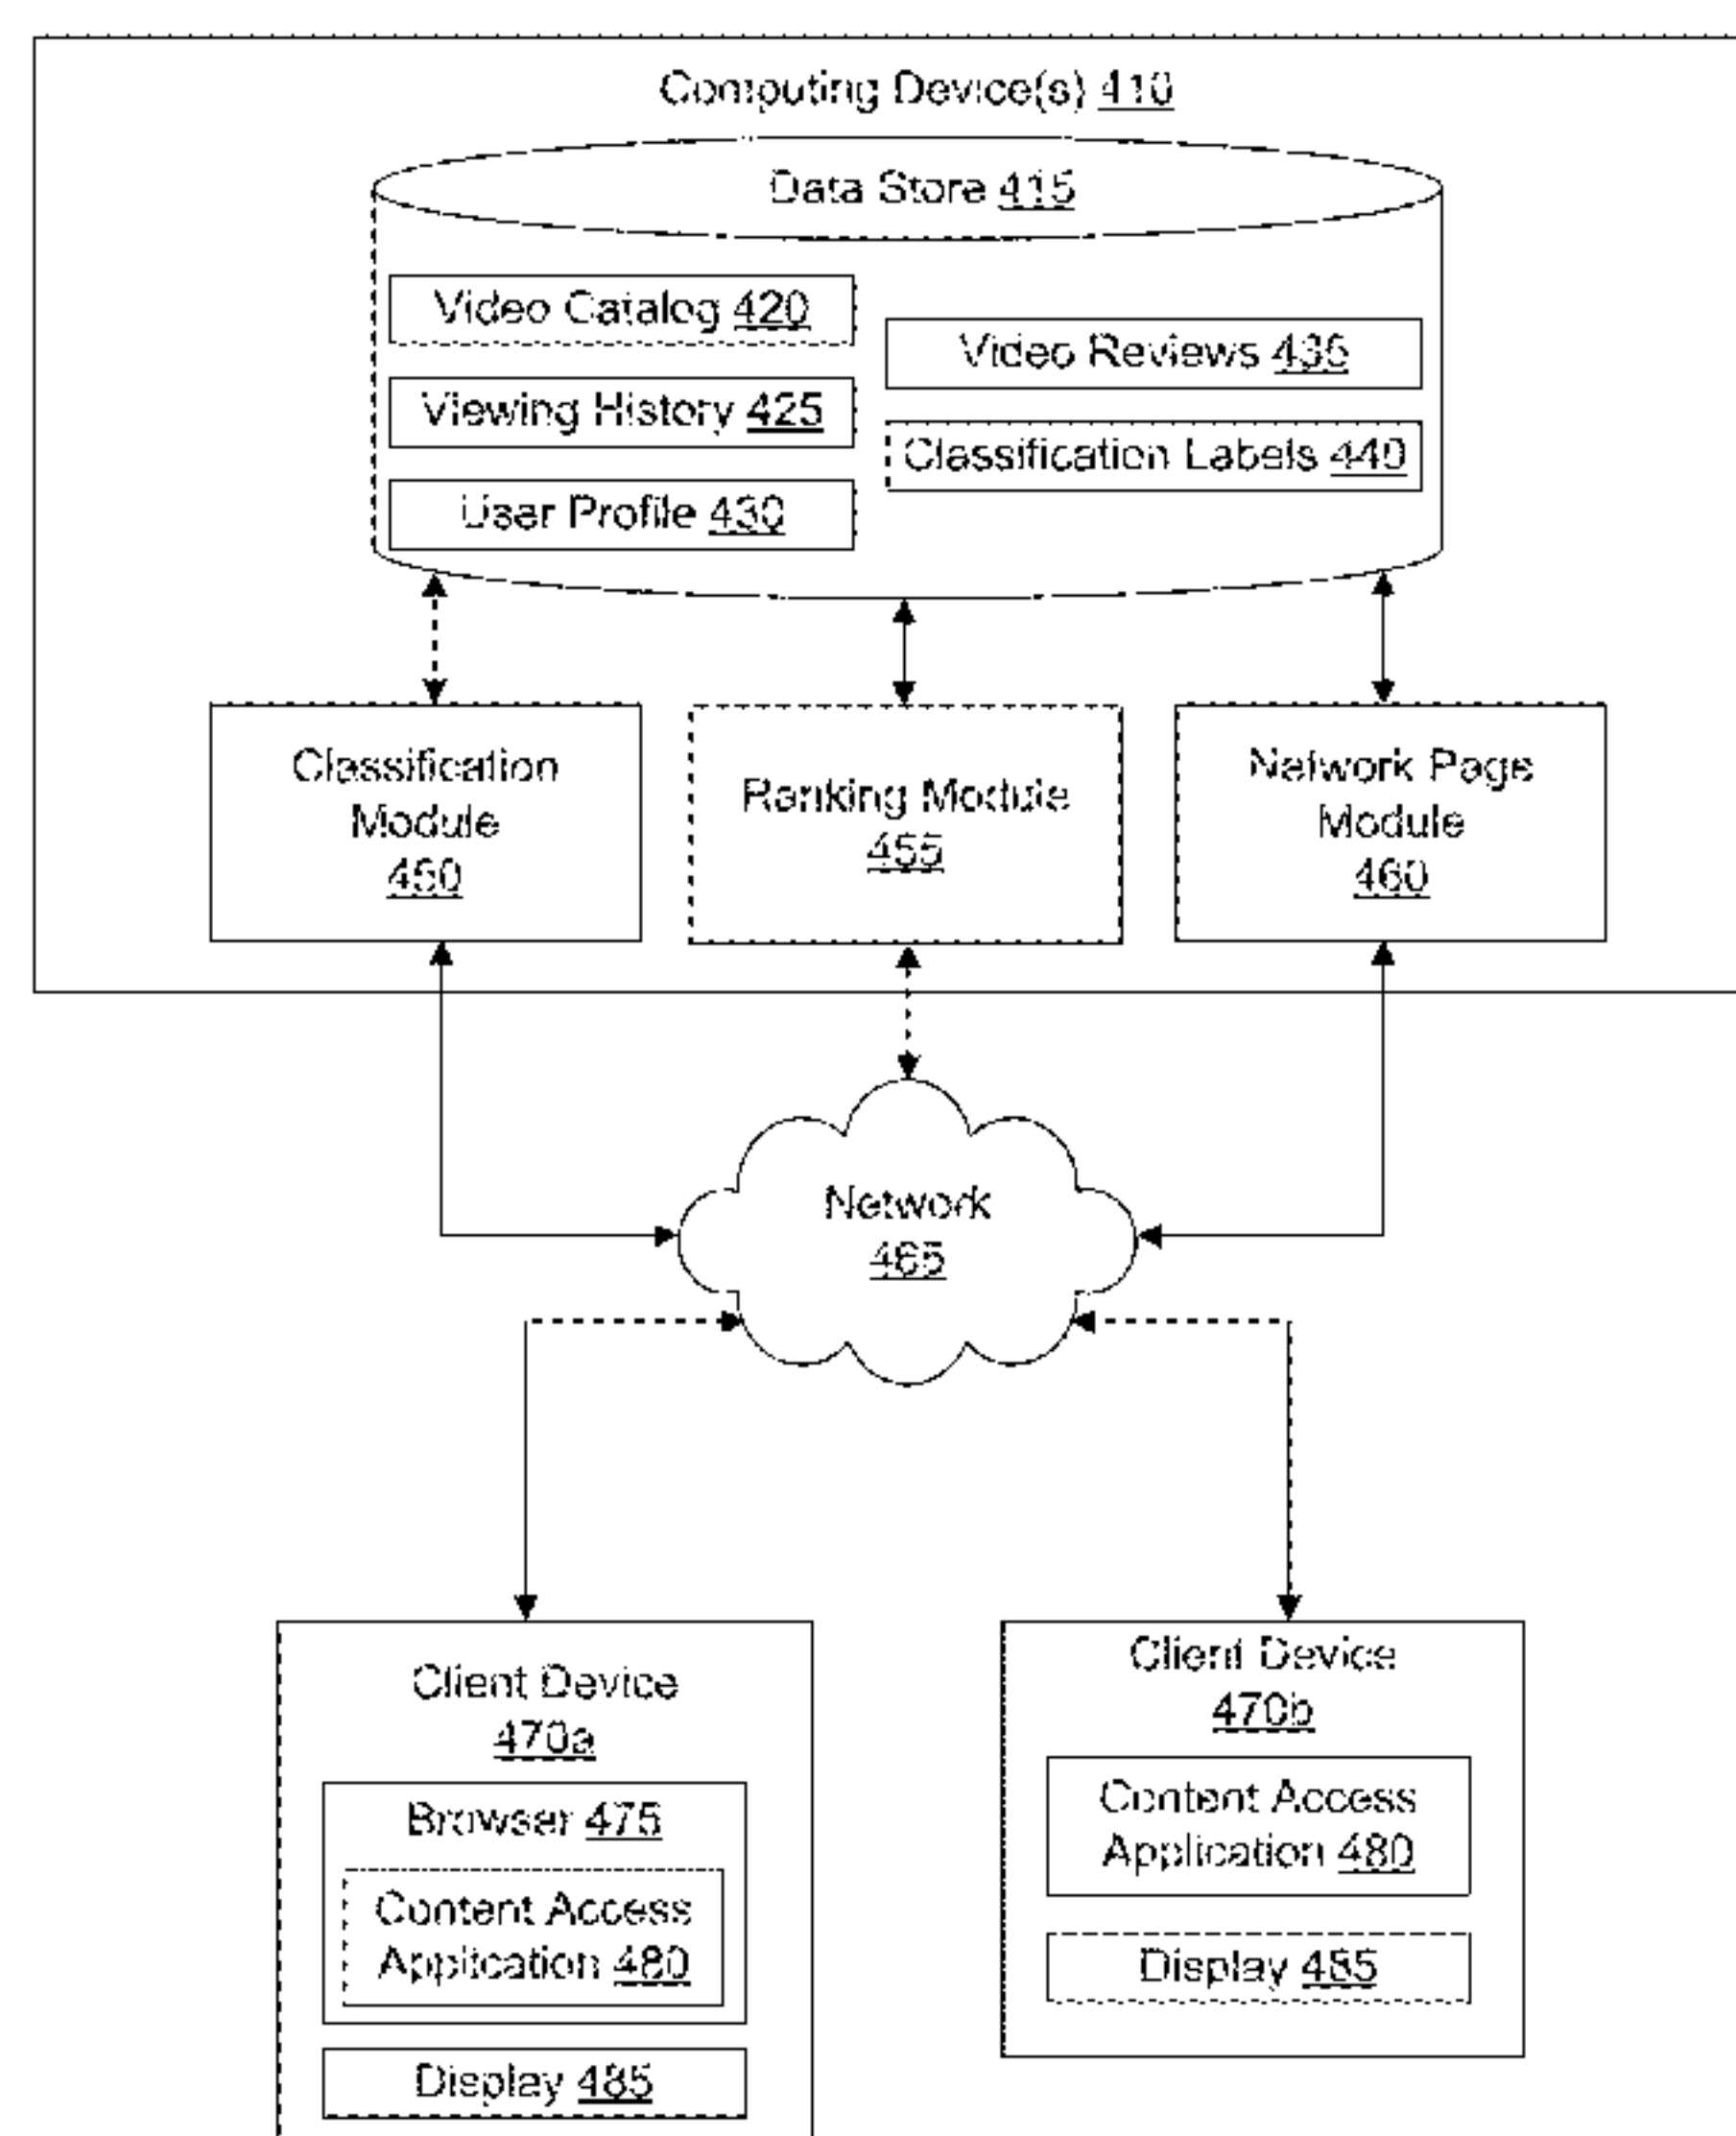 Computing Device(s) 410
Data Store 415
Video Catalog 420
Viewing History 425
User Profile 430
Video Reviews 435
Classification Labels 440
Classification
Module
450
Ranking Module
455
Network Page
Module
460
Network
465
Client Device
470a
Browser 475
Content Access
Application 480
Display 485
Client Device
470b
Content Access
Application 480
Display 485